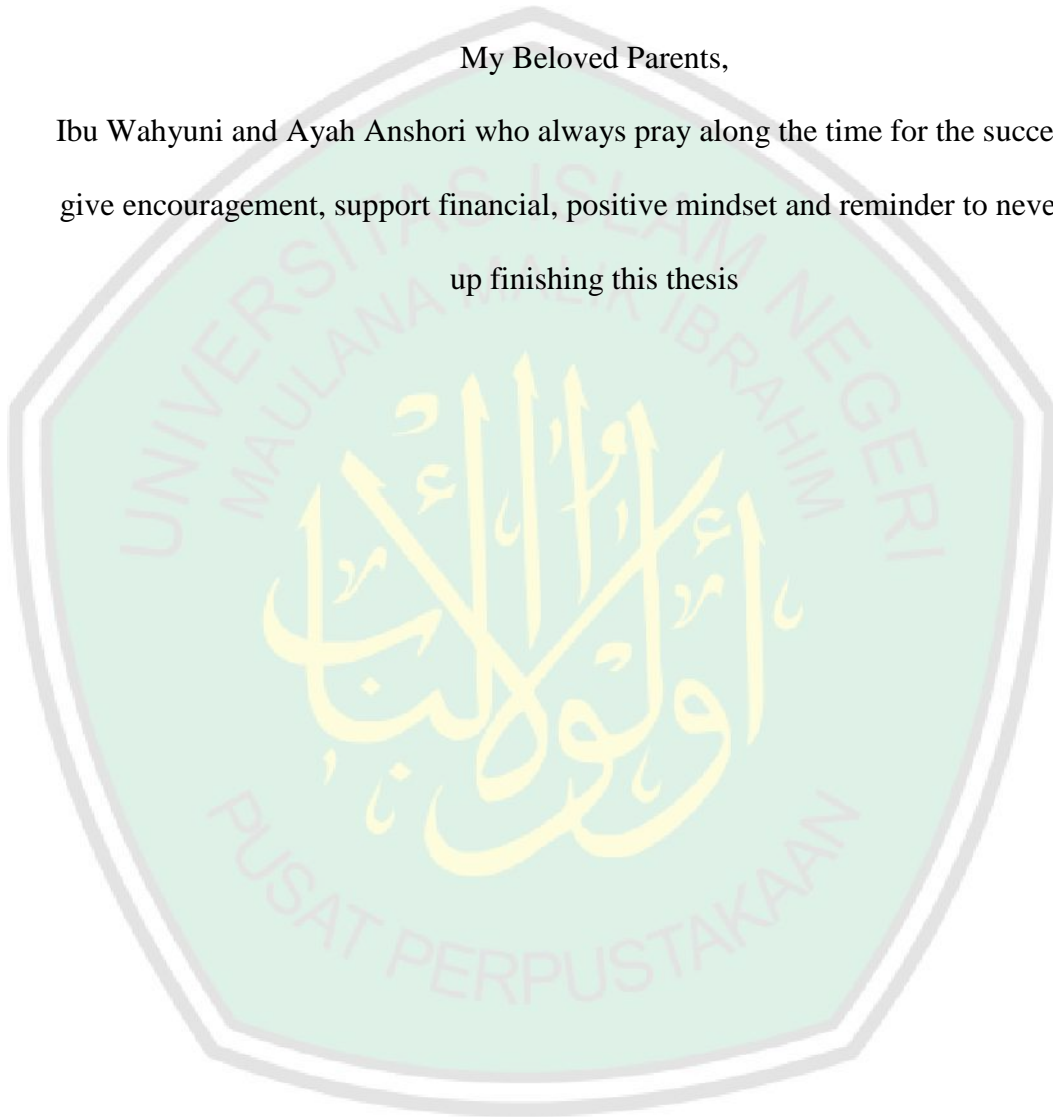 My Beloved Parents,
Ibu Wahyuni and Ayah Anshori who always pray along the time for the succe
give encouragement, support financial, positive mindset and reminder to neve
up finishing this thesis
UNIVERSITAS ISLAM NEGERI
MAULANA MALIK IBRAHIM
أولوا الألباب
PUSAT PERPUSTAKAAN